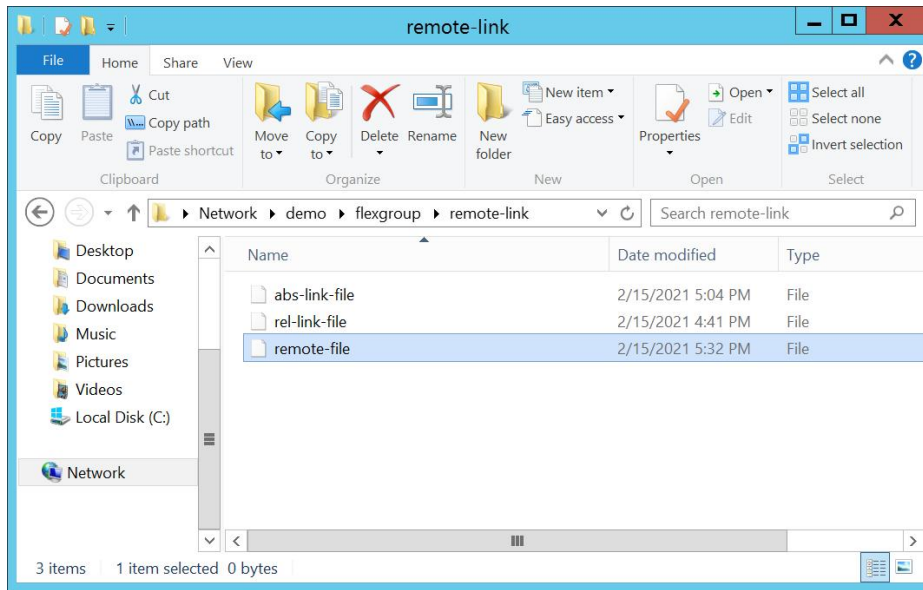 remote-link
File Home Share View
Copy
Paste
Cut
Copy path
Paste shortcut
Clipboard
Move to
Copy to
Delete
Rename
Organize
New folder
New item
Easy access
New
Properties
Open
Edit
Open
Select all
Select none
Invert selection
Select
Network demo flexgroup remote-link
Search remote-link
Desktop
Documents
Downloads
Music
Pictures
Videos
Local Disk (C:)
Network
Name Date modified Type
abs-link-file 2/15/2021 5:04 PM File
rel-link-file 2/15/2021 4:41 PM File
remote-file 2/15/2021 5:32 PM File
3 items 1 item selected 0 bytes